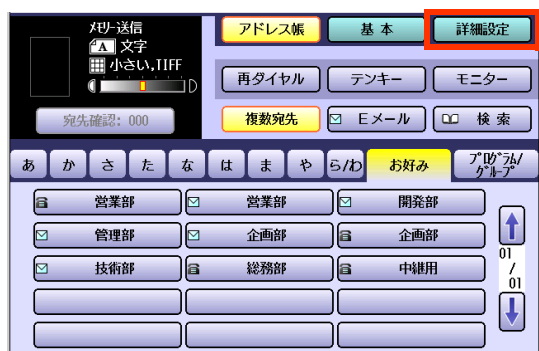 メモリー送信
A 文字
小さい,TIFF
D
宛先確認: 000
アドレス帳
基本
詳細設定
再ダイヤル
テンキー
モニター
複数宛先
Eメール
検索
あ か さ た な は ま や ら/わ お好み プログラム/グループ
営業部 営業部 開発部
管理部 企画部 企画部
技術部 総務部 中継用
01
/
01